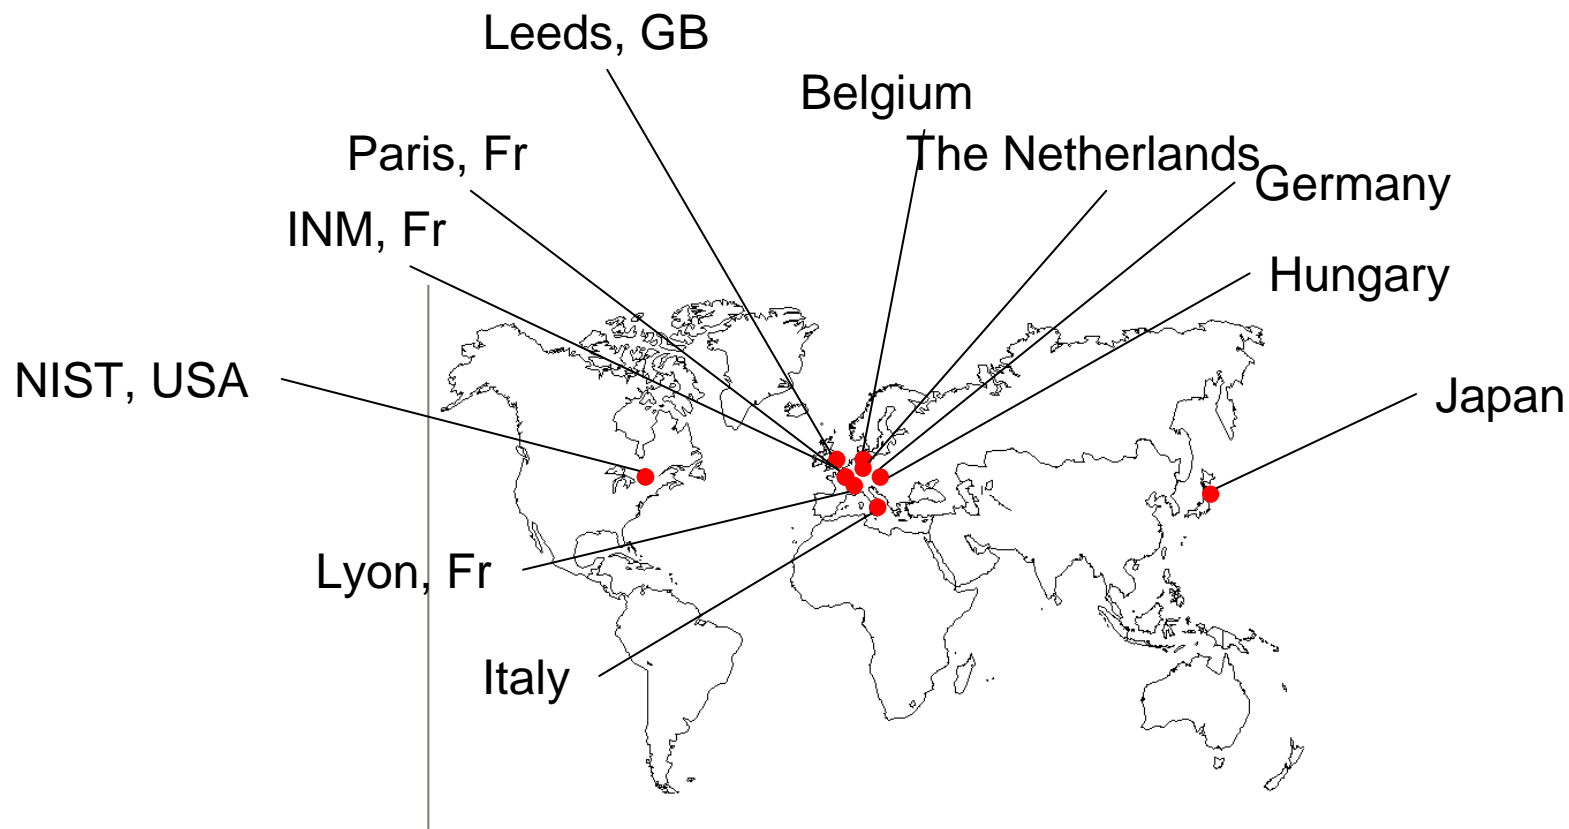 Leeds, GB
Belgium
Paris, Fr
The Netherlands
Germany
INM, Fr
Hungary
NIST, USA
Japan
Lyon, Fr
Italy